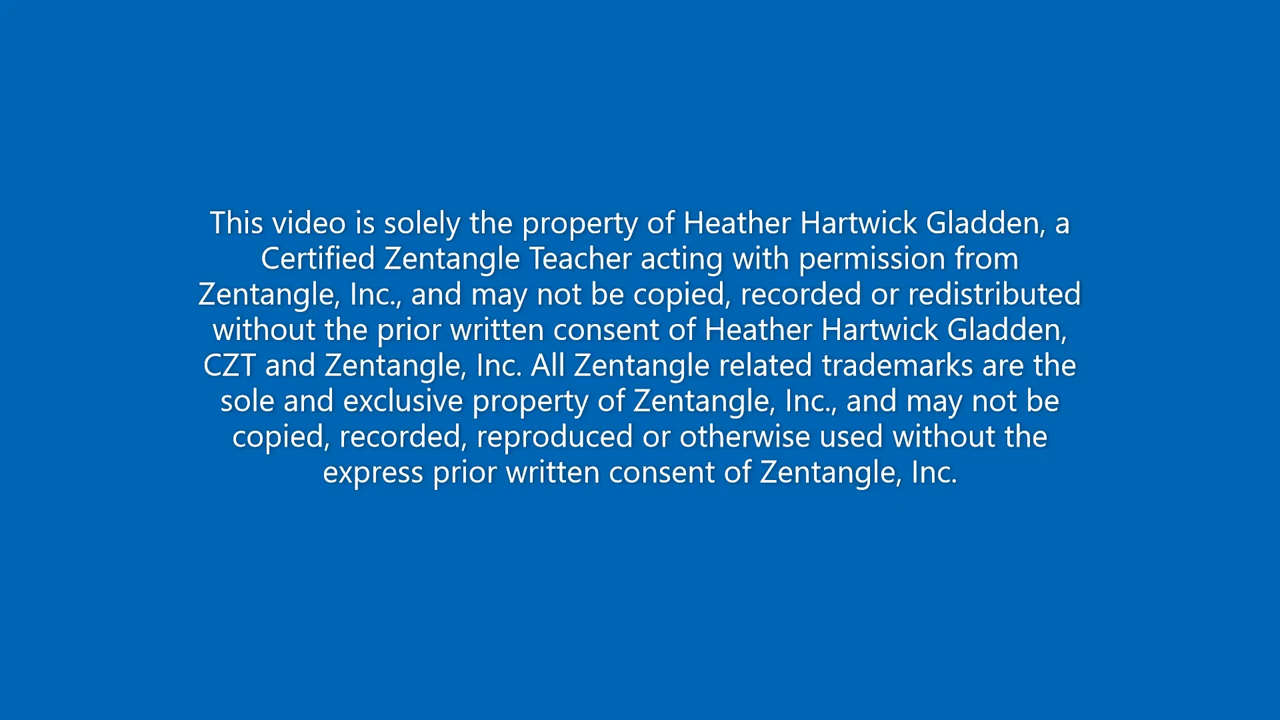 This video is solely the property of Heather Hartwick Gladden, a
Certified Zentangle Teacher acting with permission from
Zentangle, Inc., and may not be copied, recorded or redistributed
without the prior written consent of Heather Hartwick Gladden,
CZT and Zentangle, Inc. All Zentangle related trademarks are the
sole and exclusive property of Zentangle, Inc., and may not be
copied, recorded, reproduced or otherwise used without the
express prior written consent of Zentangle, Inc.